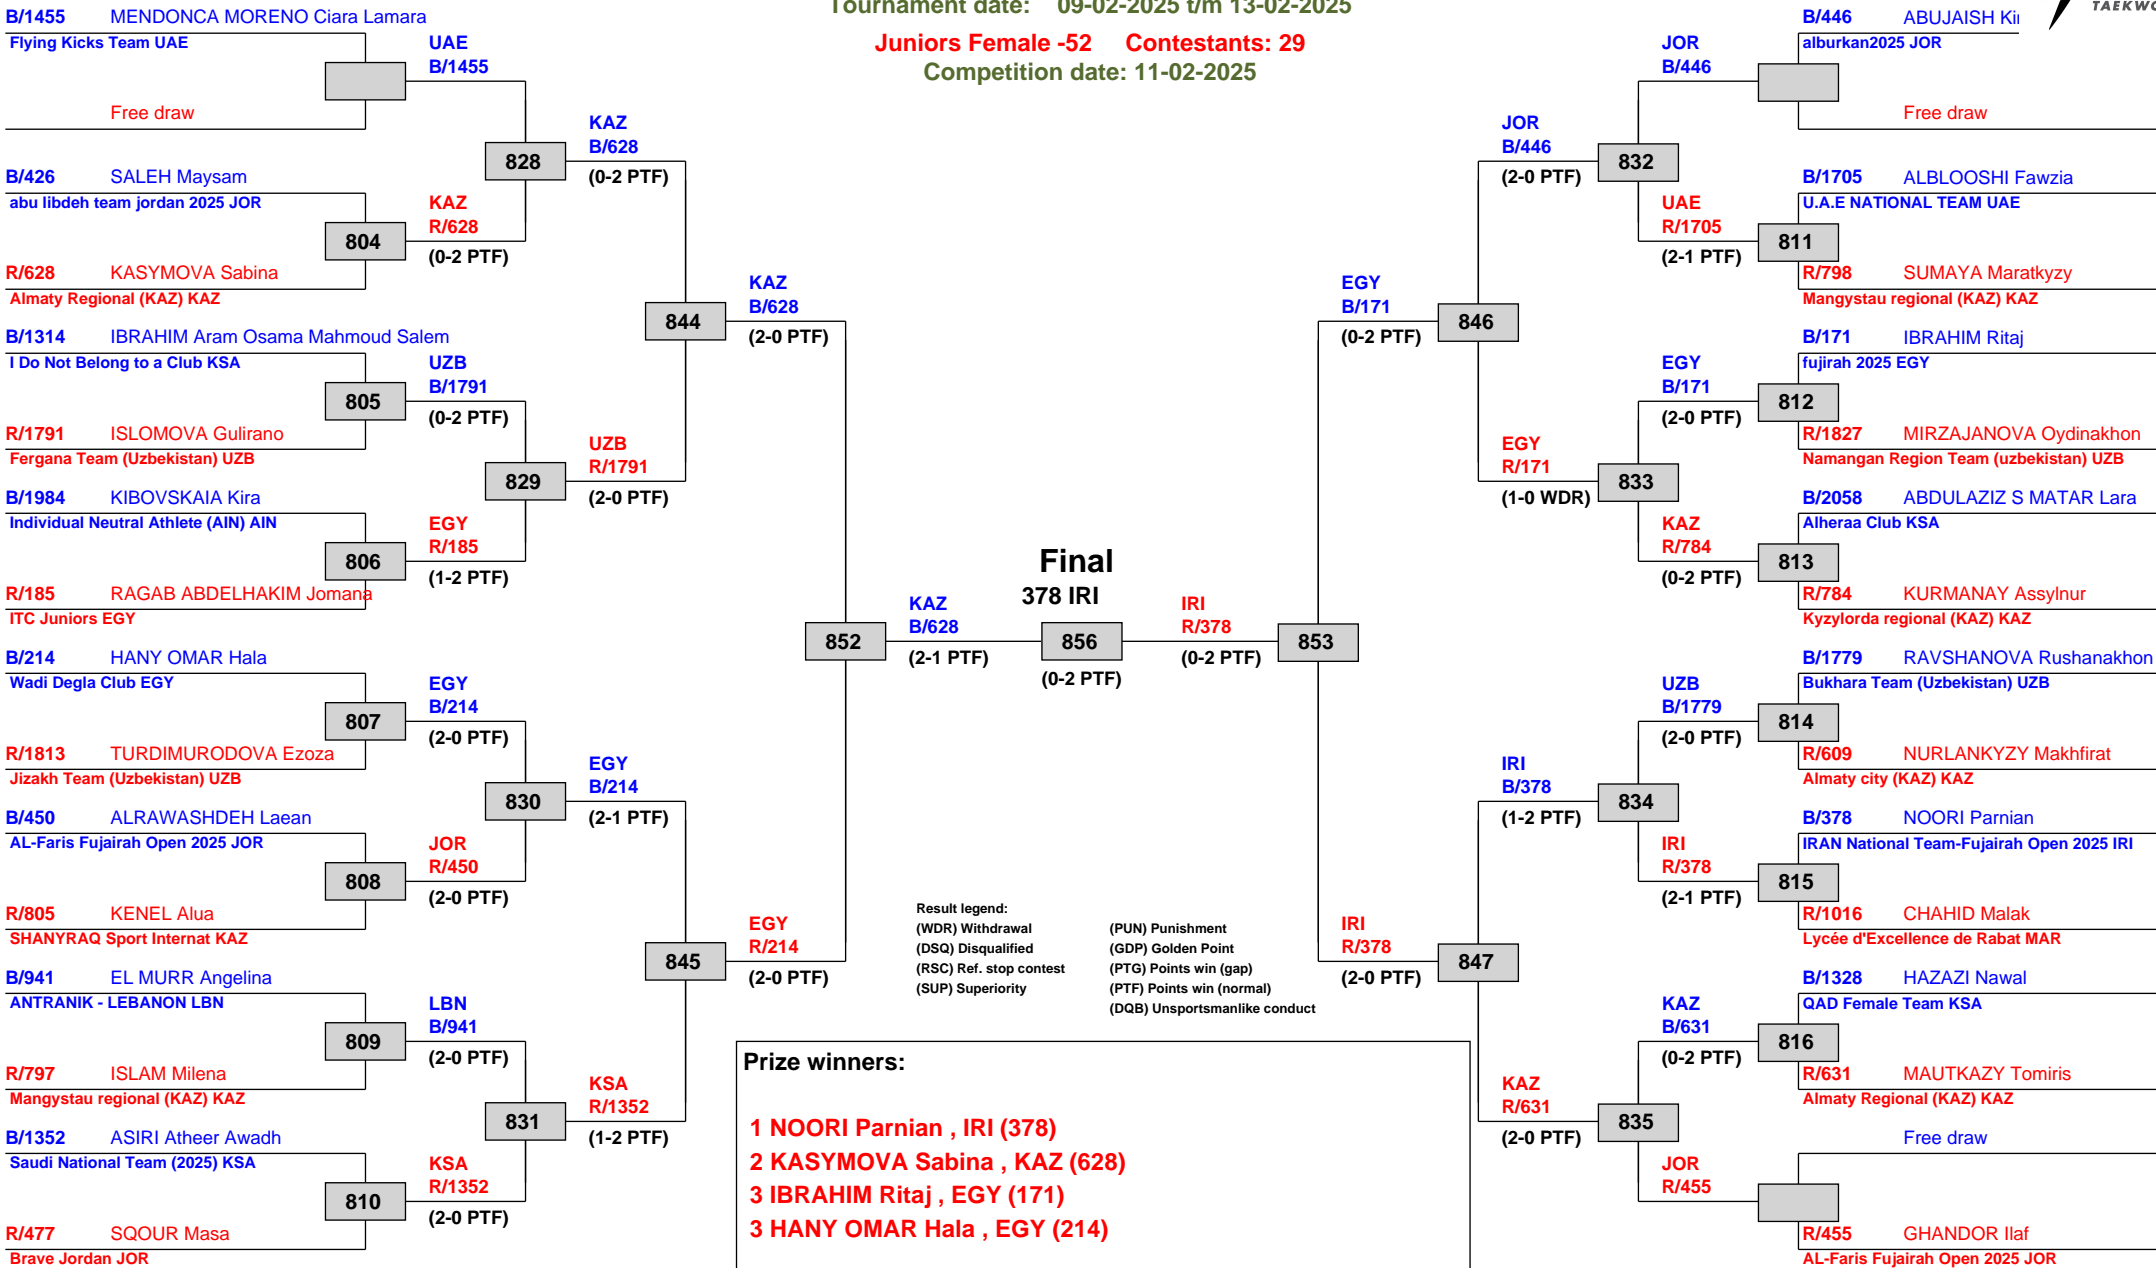 Tournament date: 09-02-2025 t/m 13-02-2025
Juniors Female -52 Contestants: 29
Competition date: 11-02-2025
B/1455 MENDONCA MORENO Ciara Lamara
Flying Kicks Team UAE
Free draw
B/426 SALEH Maysam
abu libdeh team jordan 2025 JOR
804
R/628 KASYMOVA Sabina
Almaty Regional (KAZ) KAZ
B/1314 IBRAHIM Aram Osama Mahmoud Salem
I Do Not Belong to a Club KSA
805
R/1791 ISLOMOVA Gulirano
Fergana Team (Uzbekistan) UZB
B/1984 KIBOVSKAIA Kira
Individual Neutral Athlete (AIN) AIN
806
R/185 RAGAB ABDELHAKIM Jomana
ITC Juniors EGY
B/214 HANY OMAR Hala
Wadi Degla Club EGY
807
R/1813 TURDIMURODOVA Ezoza
Jizakh Team (Uzbekistan) UZB
B/450 ALRAWASHDEH Laean
AL-Faris Fujairah Open 2025 JOR
808
R/805 KENEL Alua
SHANYRAQ Sport Internat KAZ
B/941 EL MURR Angelina
ANTRANIK - LEBANON LBN
809
R/797 ISLAM Milena
Mangystau regional (KAZ) KAZ
B/1352 ASIRI Atheer Awadh
Saudi National Team (2025) KSA
810
R/477 SQOUR Masa
Brave Jordan JOR
UAE
B/1455
828
KAZ
R/628
(0-2 PTF)
UZB
B/1791
(0-2 PTF)
829
EGY
R/185
(1-2 PTF)
EGY
B/214
(2-0 PTF)
830
JOR
R/450
(2-0 PTF)
LBN
B/941
(2-0 PTF)
831
KSA
R/1352
(2-0 PTF)
KAZ
B/628
(0-2 PTF)
844
UZB
R/1791
(2-0 PTF)
EGY
B/214
(2-1 PTF)
845
KSA
R/1352
(1-2 PTF)
KAZ
B/628
(2-0 PTF)
852
EGY
R/214
(2-0 PTF)
KAZ
B/628
(2-1 PTF)
Final
378 IRI
856
(0-2 PTF)
IRI
R/378
(0-2 PTF)
853
EGY
B/171
(0-2 PTF)
IRI
R/378
(2-0 PTF)
JOR
B/446
(2-0 PTF)
846
EGY
R/171
(1-0 WDR)
IRI
B/378
(1-2 PTF)
847
KAZ
R/631
(2-0 PTF)
JOR
B/446
832
UAE
R/1705
(2-1 PTF)
EGY
B/171
(2-0 PTF)
833
KAZ
R/784
(0-2 PTF)
UZB
B/1779
(2-0 PTF)
834
IRI
R/378
(2-1 PTF)
KAZ
B/631
(0-2 PTF)
835
JOR
R/455
TAEKWO
B/446 ABUJAISH Ki
alburkan2025 JOR
Free draw
B/1705 ALBLOOSHI Fawzia
U.A.E NATIONAL TEAM UAE
811
R/798 SUMAYA Maratkyzy
Mangystau regional (KAZ) KAZ
B/171 IBRAHIM Ritaj
fujirah 2025 EGY
812
R/1827 MIRZAJANOVA Oydinakhon
Namangan Region Team (uzbekistan) UZB
B/2058 ABDULAZIZ S MATAR Lara
Alheraa Club KSA
813
R/784 KURMANAY Assylnur
Kyzylorda regional (KAZ) KAZ
B/1779 RAVSHANOVA Rushanakhon
Bukhara Team (Uzbekistan) UZB
814
R/609 NURLANKYZY Makhfirat
Almaty city (KAZ) KAZ
B/378 NOORI Parnian
IRAN National Team-Fujairah Open 2025 IRI
815
R/1016 CHAHID Malak
Lycée d'Excellence de Rabat MAR
B/1328 HAZAZI Nawal
QAD Female Team KSA
816
R/631 MAUTKAZY Tomiris
Almaty Regional (KAZ) KAZ
Free draw
R/455 GHANDOR Ilaf
AL-Faris Fujairah Open 2025 JOR
Result legend:
(WDR) Withdrawal
(DSQ) Disqualified
(RSC) Ref. stop contest
(SUP) Superiority
(PUN) Punishment
(GDP) Golden Point
(PTG) Points win (gap)
(PTF) Points win (normal)
(DQB) Unsportsmanlike conduct
Prize winners:
1 NOORI Parnian , IRI (378)
2 KASYMOVA Sabina , KAZ (628)
3 IBRAHIM Ritaj , EGY (171)
3 HANY OMAR Hala , EGY (214)